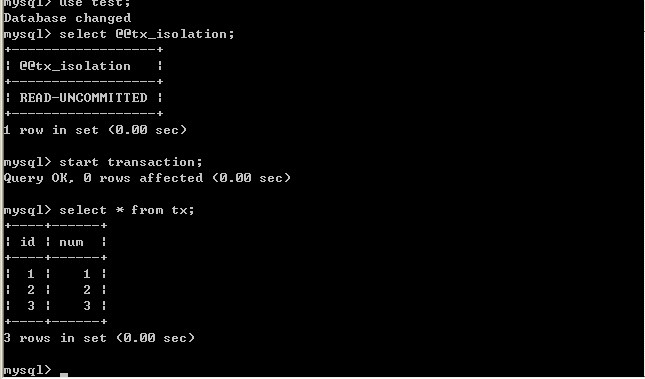 mysql> use test;
Database changed
mysql> select @@tx_isolation;
+------------------+
| @@tx_isolation   |
+------------------+
| READ-UNCOMMITTED |
+------------------+
1 row in set (0.00 sec)
mysql> start transaction;
Query OK, 0 rows affected (0.00 sec)
mysql> select * from tx;
+----+------+
| id | num  |
+----+------+
|  1 |    1 |
|  2 |    2 |
|  3 |    3 |
+----+------+
3 rows in set (0.00 sec)
mysql> _